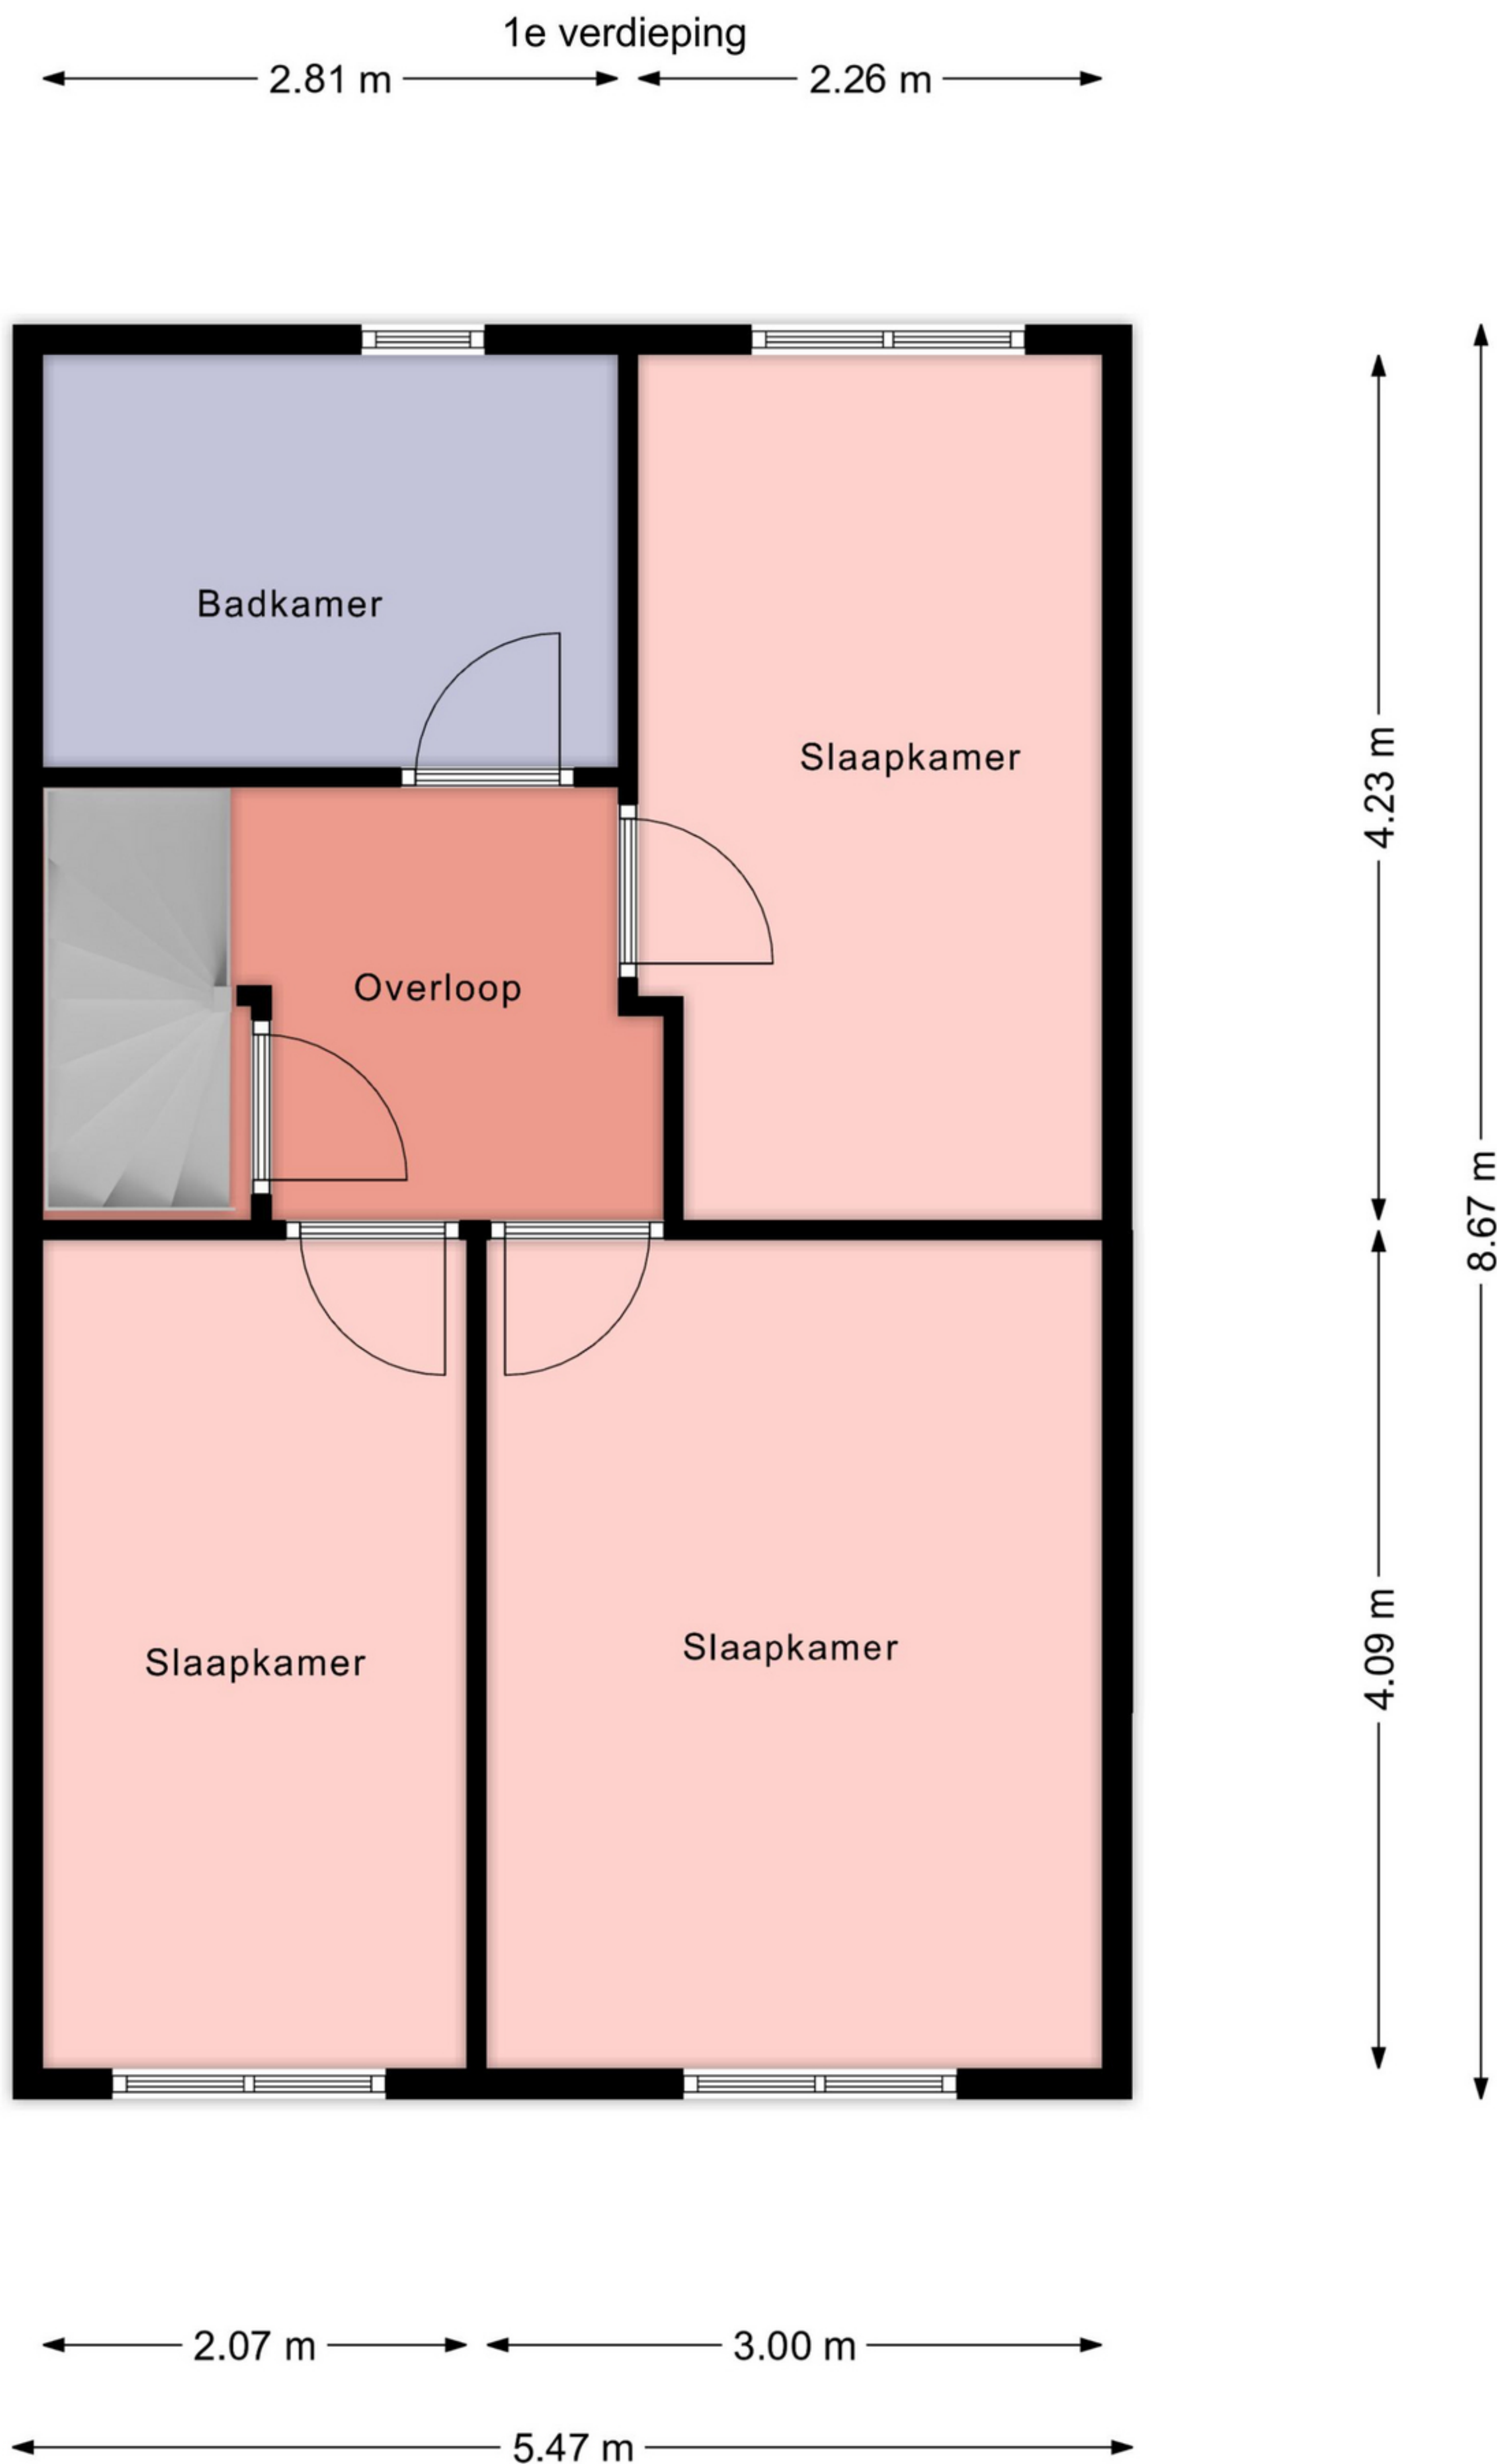 1e verdieping
2.81 m
2.26 m
Badkamer
Slaapkamer
4.23 m
Overloop
8.67 m
4.09 m
Slaapkamer
Slaapkamer
2.07 m
3.00 m
5.47 m